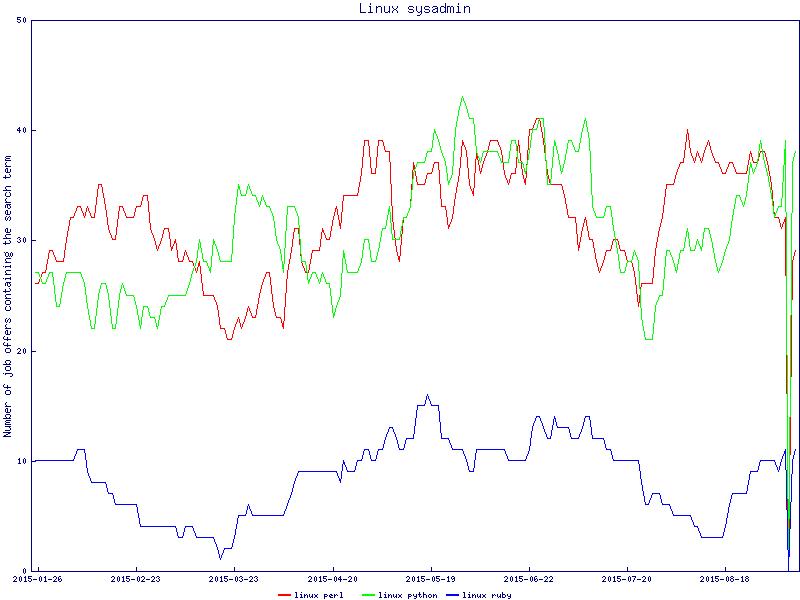 Linux sysadmin
Number of job offers containing the search term
50
40
30
20
10
0
2015-01-26 2015-02-23 2015-03-23 2015-04-20 2015-05-19 2015-06-22 2015-07-20 2015-08-18
linux perl linux python linux ruby